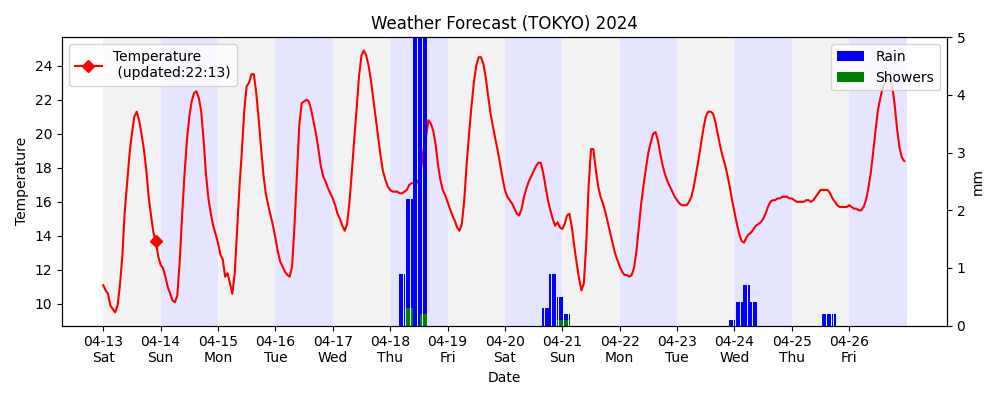 Weather Forecast (TOKYO) 2024
Temperature
(updated:22:13)
Rain
Showers
Temperature
24
22
20
18
16
14
12
10
5
4
3
2
1
0
mm
04-13 04-14 04-15 04-16 04-17 04-18 04-19 04-20 04-21 04-22 04-23 04-24 04-25 04-26
Sat Sun Mon Tue Wed Thu Fri Sat Sun Mon Tue Wed Thu Fri
Date